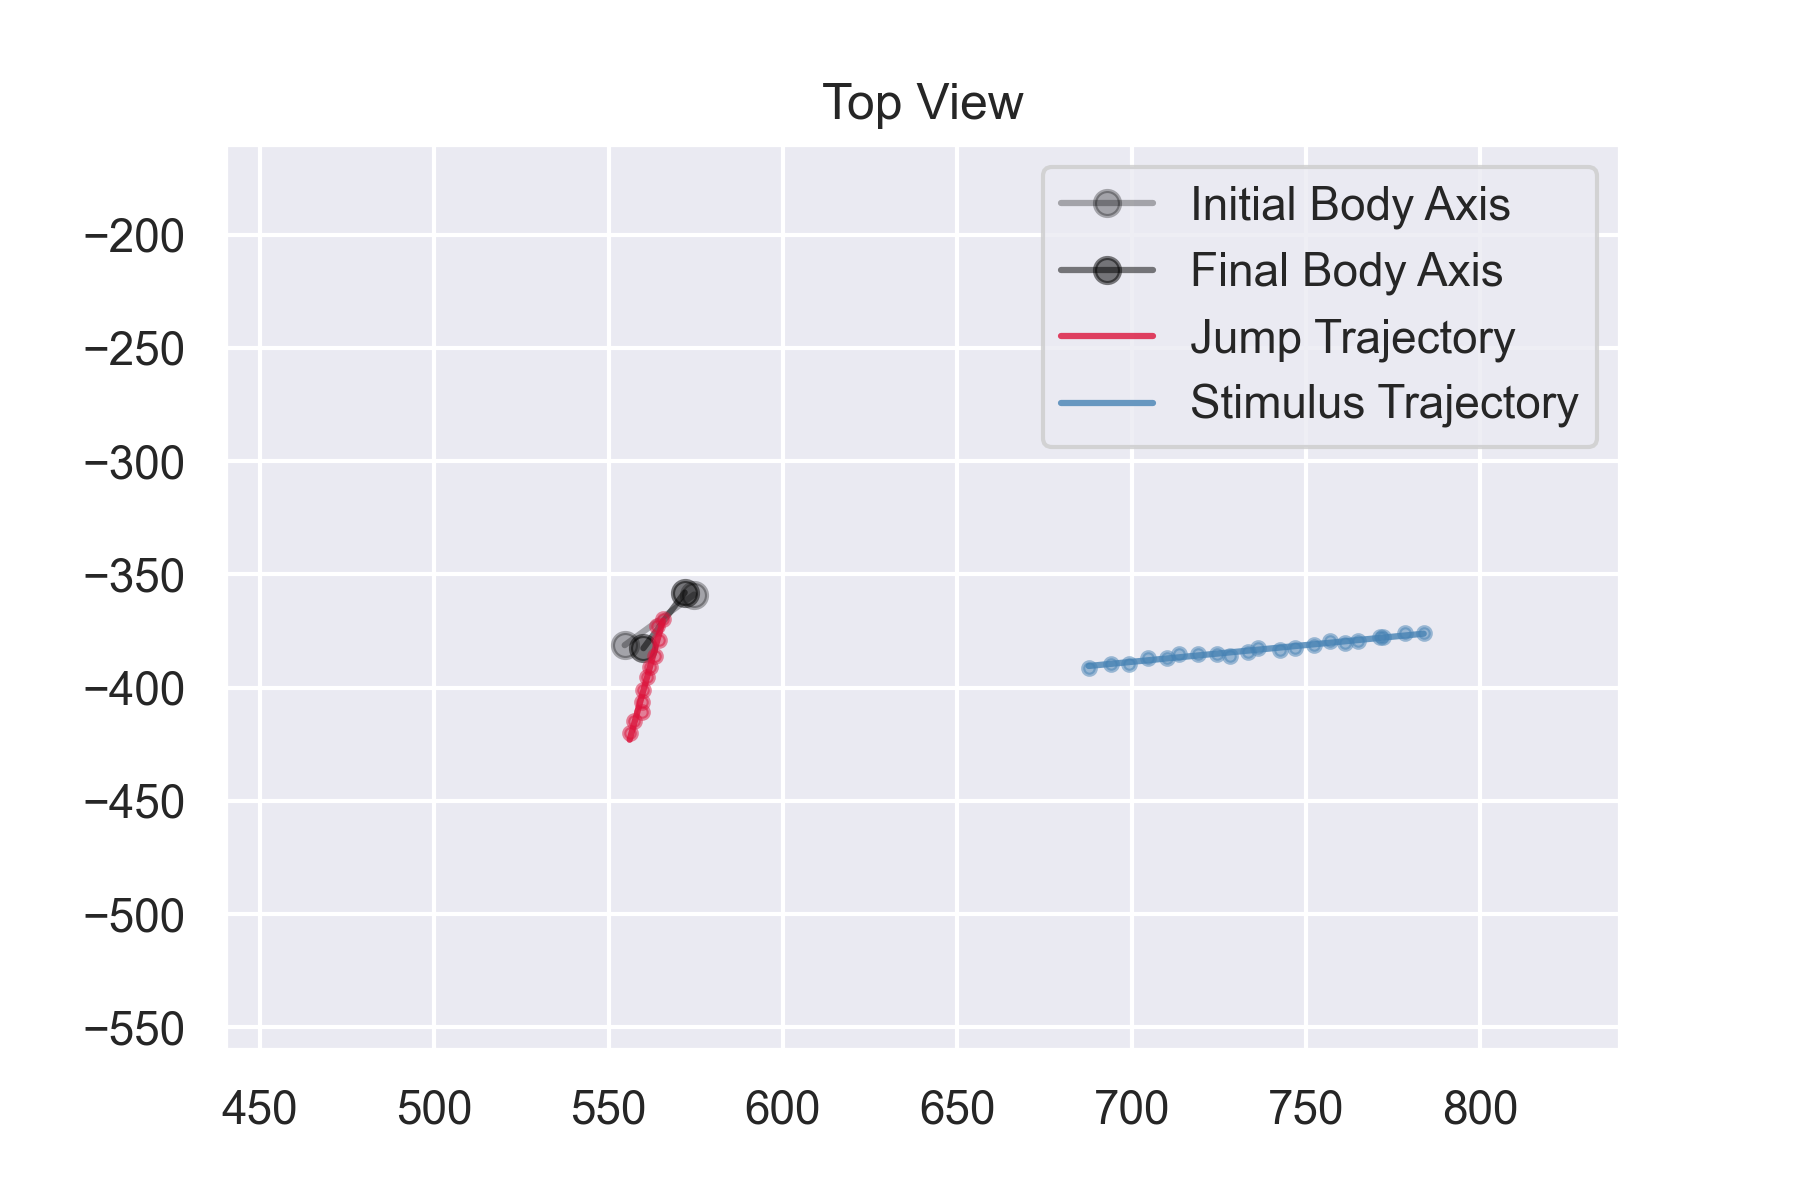 Top View
Initial Body Axis
Final Body Axis
Jump Trajectory
Stimulus Trajectory
−200
−250
−300
−350
−400
−450
−500
−550
450 500 550 600 650 700 750 800